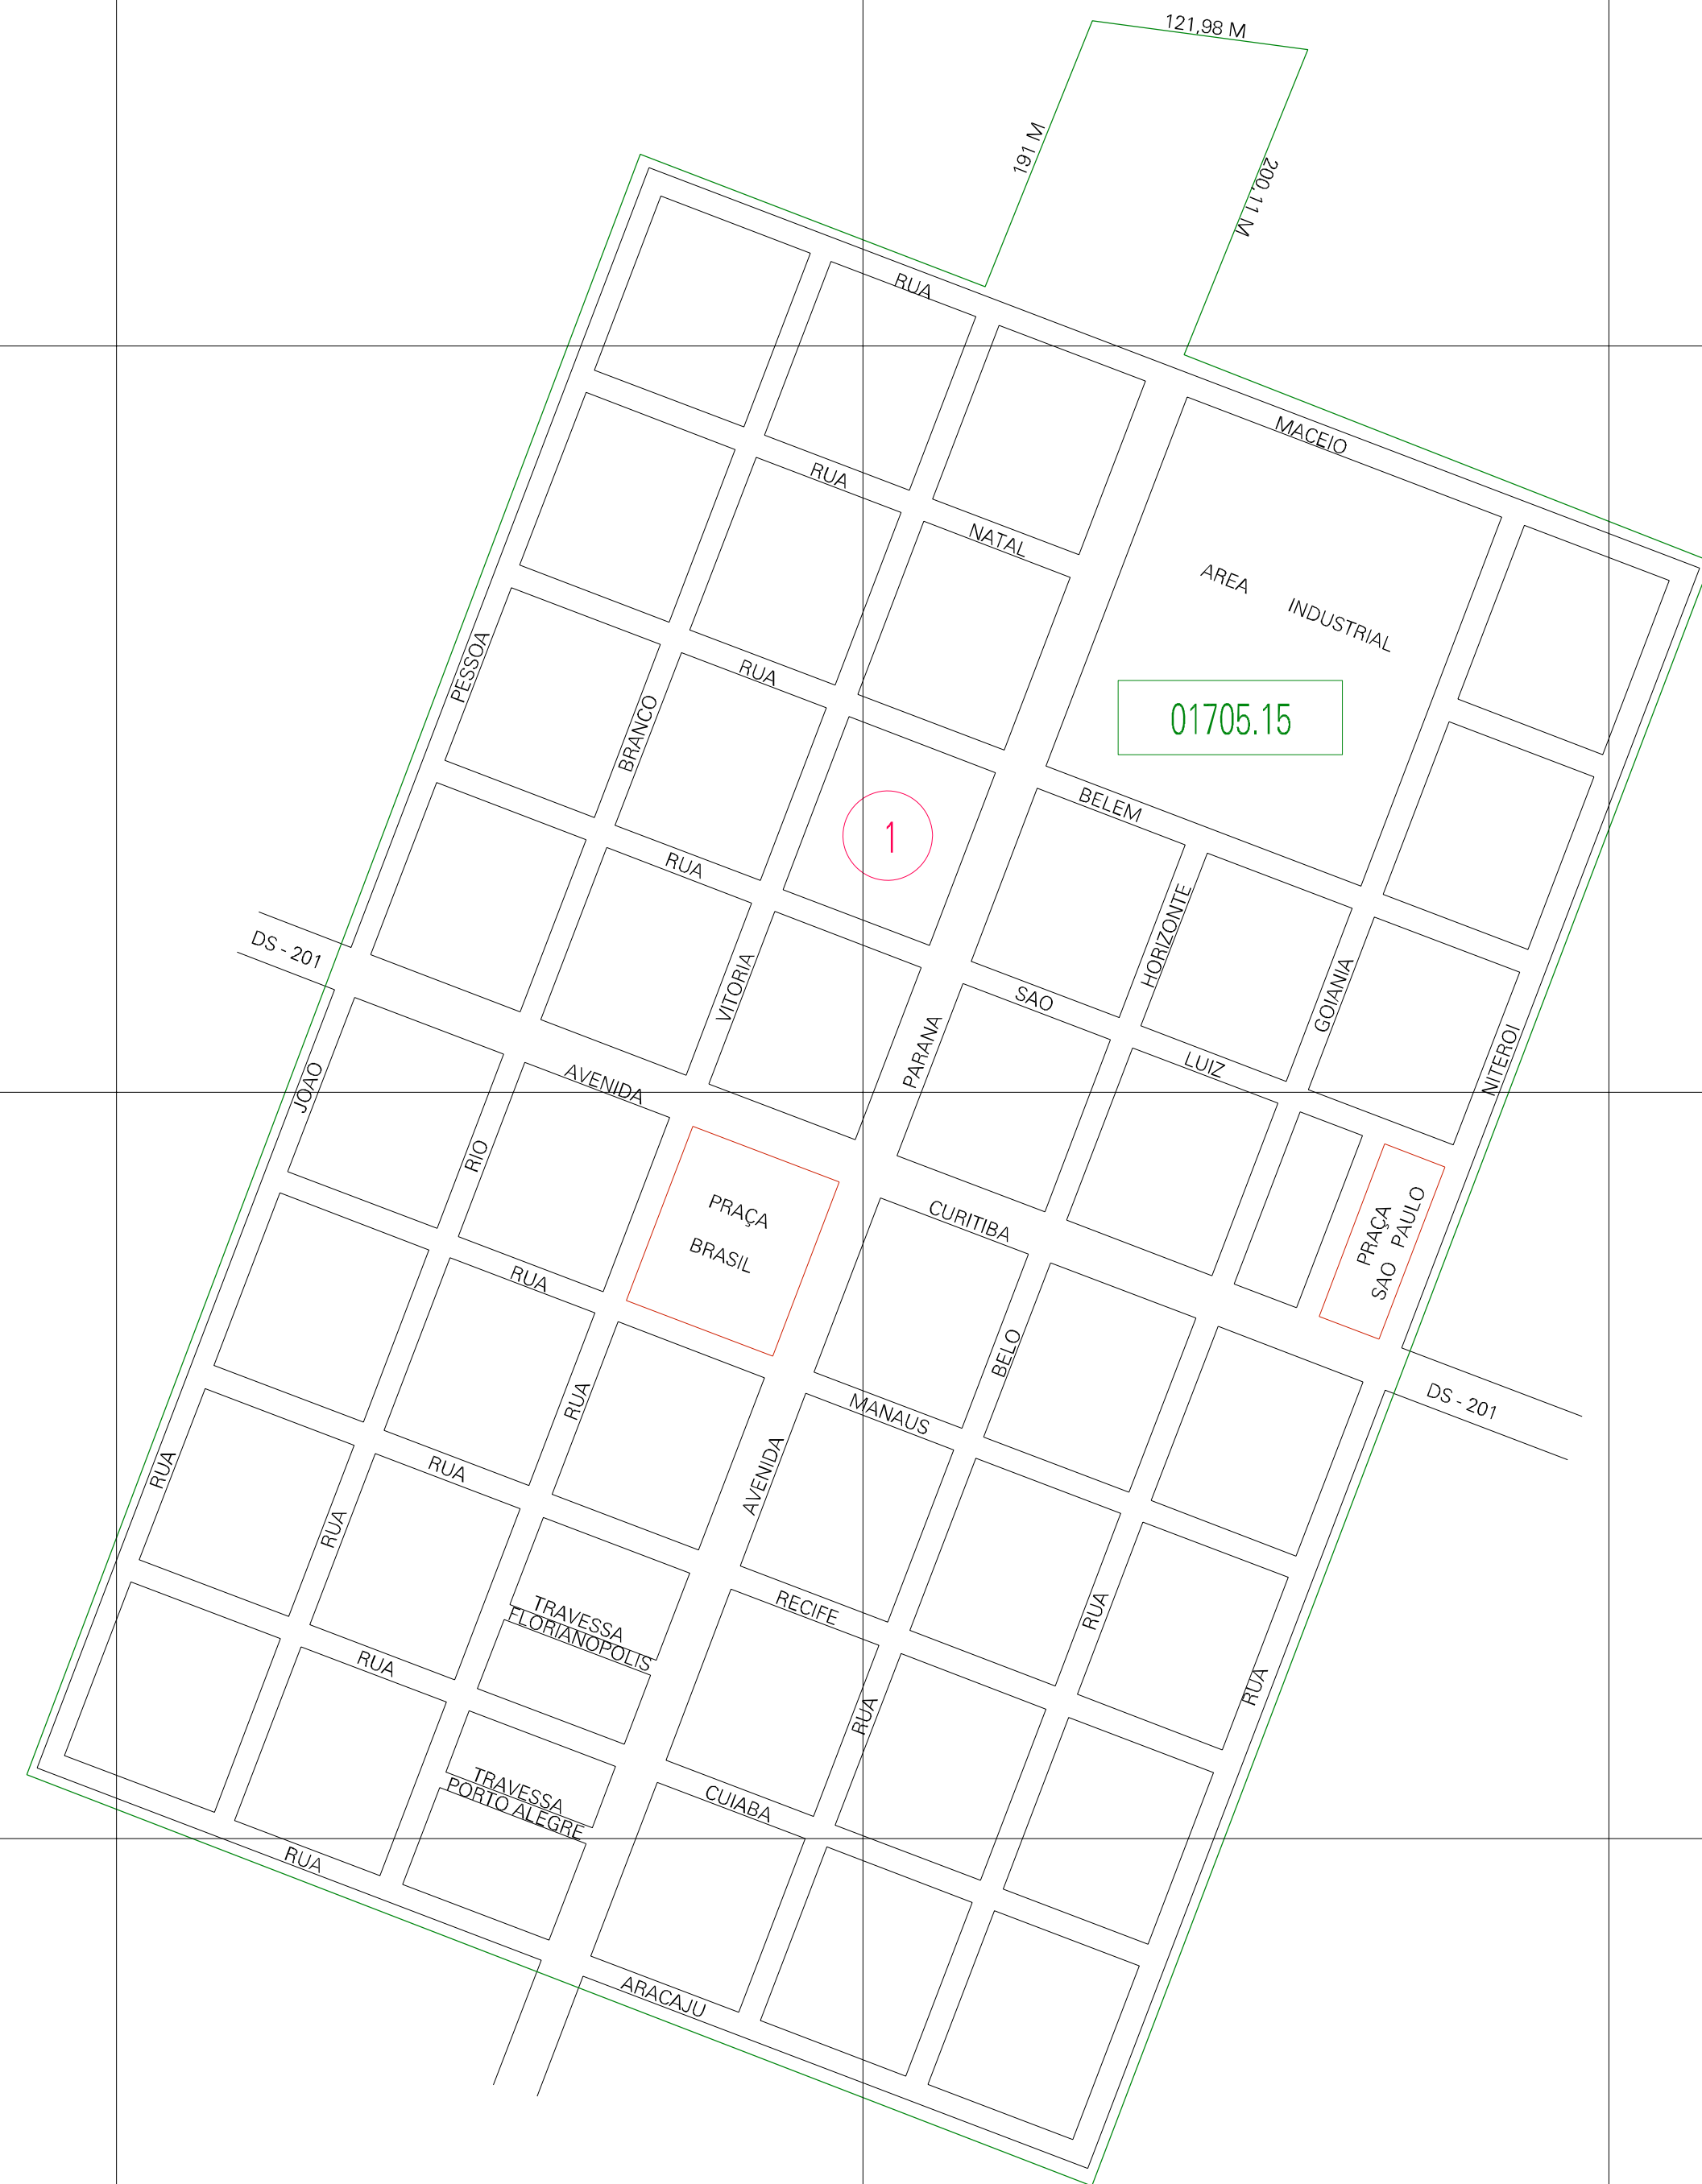 121,98 M
191 M
200,11 M
RUA
MACEIO
RUA
NATAL
AREA
INDUSTRIAL
PESSOA
RUA
BRANCO
01705.15
BELEM
1
RUA
HORIZONTE
DS - 201
VITORIA
SAO
GOIANIA
PARANA
LUIZ
NITEROI
JOAO
AVENIDA
RIO
PRAÇA
BRASIL
CURITIBA
PRAÇA
SAO PAULO
RUA
BELO
RUA
MANAUS
DS - 201
RUA
RUA
AVENIDA
RUA
TRAVESSA
FLORIANOPOLIS
RECIFE
RUA
RUA
RUA
RUA
TRAVESSA
PORTO ALEGRE
CUIABA
RUA
ARACAJU